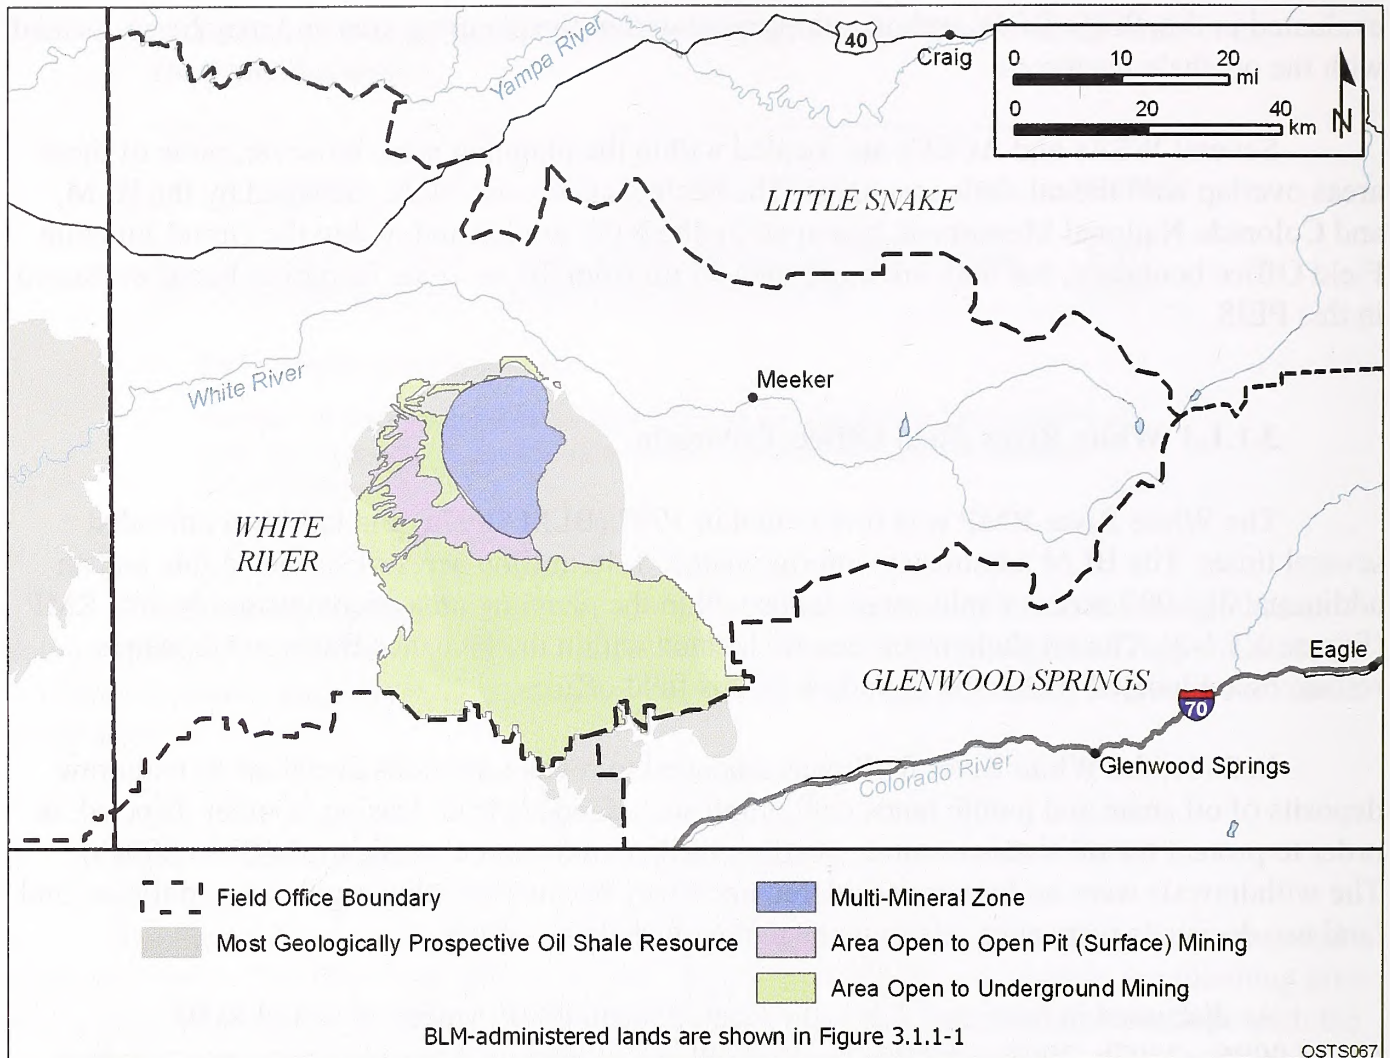 Yampa River
40
Craig
0 10 20
mi
0 20 40
km
N
LITTLE SNAKE
White River
Meeker
WHITE
RIVER
GLENWOOD SPRINGS
Eagle
70
Glenwood Springs
Colorado River
Field Office Boundary
Most Geologically Prospective Oil Shale Resource
Multi-Mineral Zone
Area Open to Open Pit (Surface) Mining
Area Open to Underground Mining
BLM-administered lands are shown in Figure 3.1.1-1
OSTS067